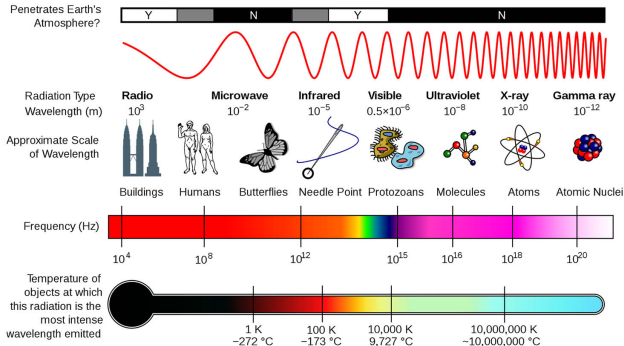 Penetrates Earth's
Atmosphere?
Y N Y N
Radiation Type Radio Microwave Infrared Visible Ultraviolet X-ray Gamma ray
Wavelength (m) 10³ 10⁻² 10⁻⁵ 0.5×10⁻⁶ 10⁻⁸ 10⁻¹⁰ 10⁻¹²
Approximate Scale
of Wavelength
Buildings Humans Butterflies Needle Point Protozoans Molecules Atoms Atomic Nuclei
Frequency (Hz)
10⁴ 10⁸ 10¹² 10¹⁵ 10¹⁶ 10¹⁸ 10²⁰
Temperature of
objects at which
this radiation is the
most intense
wavelength emitted
1 K 100 K 10,000 K 10,000,000 K
−272 °C −173 °C 9,727 °C ~10,000,000 °C